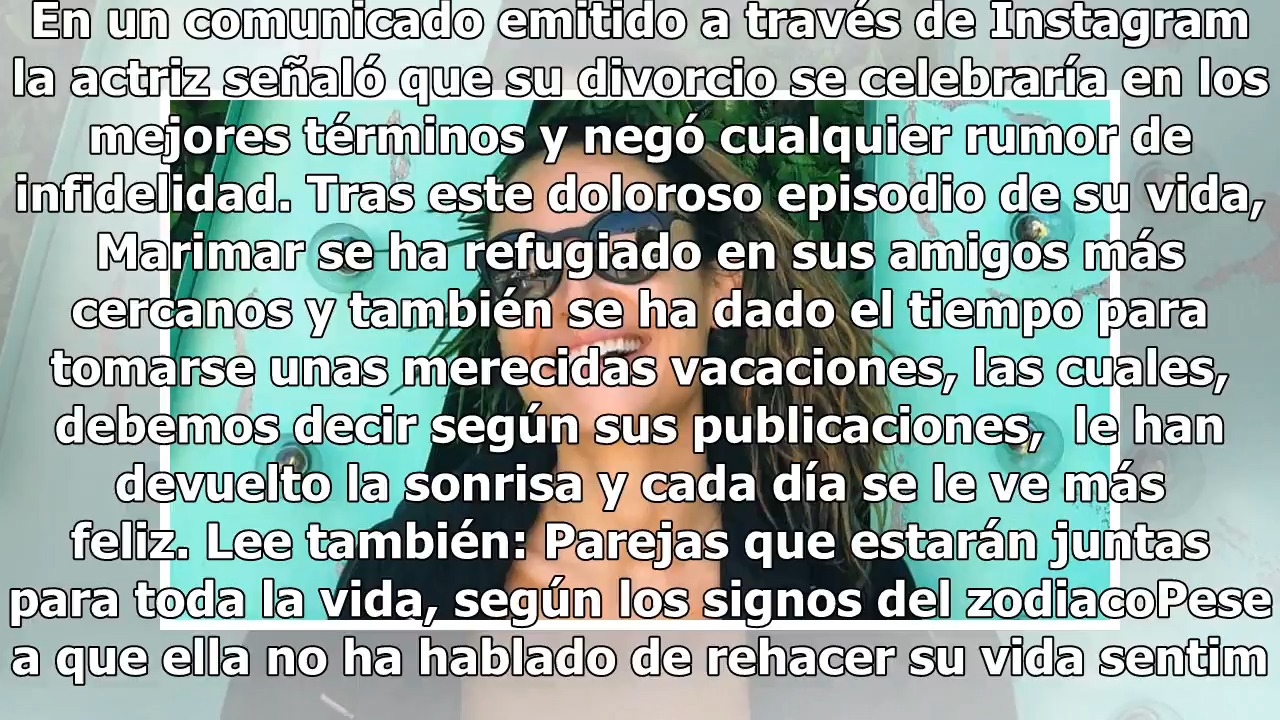 En un comunicado emitido a través de Instagram
la actriz señaló que su divorcio se celebraría en los
mejores términos y negó cualquier rumor de
infidelidad. Tras este doloroso episodio de su vida,
Marimar se ha refugiado en sus amigos más
cercanos y también se ha dado el tiempo para
tomarse unas merecidas vacaciones, las cuales,
debemos decir según sus publicaciones,  le han
devuelto la sonrisa y cada día se le ve más
feliz. Lee también: Parejas que estarán juntas
para toda la vida, según los signos del zodiacoPese
a que ella no ha hablado de rehacer su vida sentim